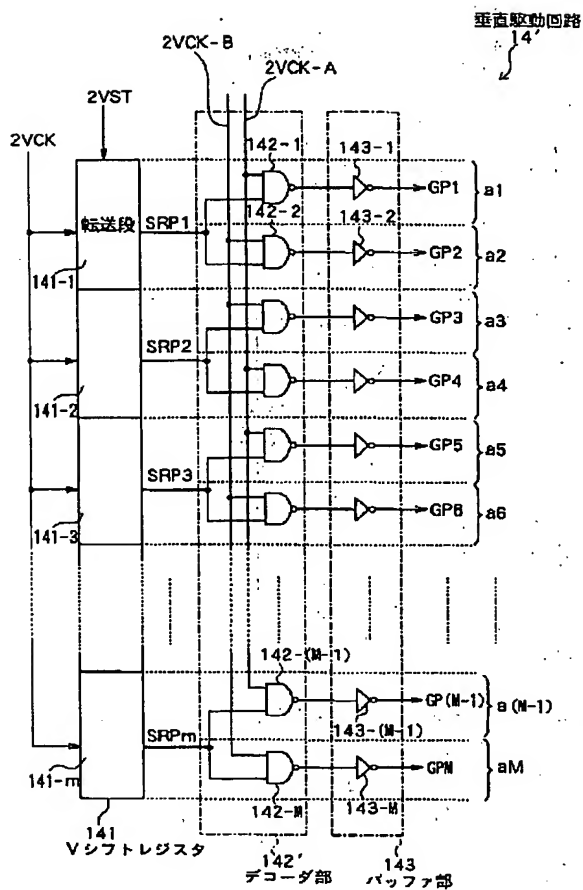 垂直駆動回路
14'
2VCK-B
2VCK-A
2VST
2VCK
142-1
143-1
転送段
SRP1
GP1
a1
142-2
143-2
GP2
a2
141-1
GP3
a3
SRP2
GP4
a4
141-2
GP5
a5
SRP3
GP6
a6
141-3
142-(M-1)
GP(M-1)
a(M-1)
143-(M-1)
SRPm
GPM
aM
141-m
142-M
143-M
141
Vシフトレジスタ
142'
デコーダ部
143
バッファ部